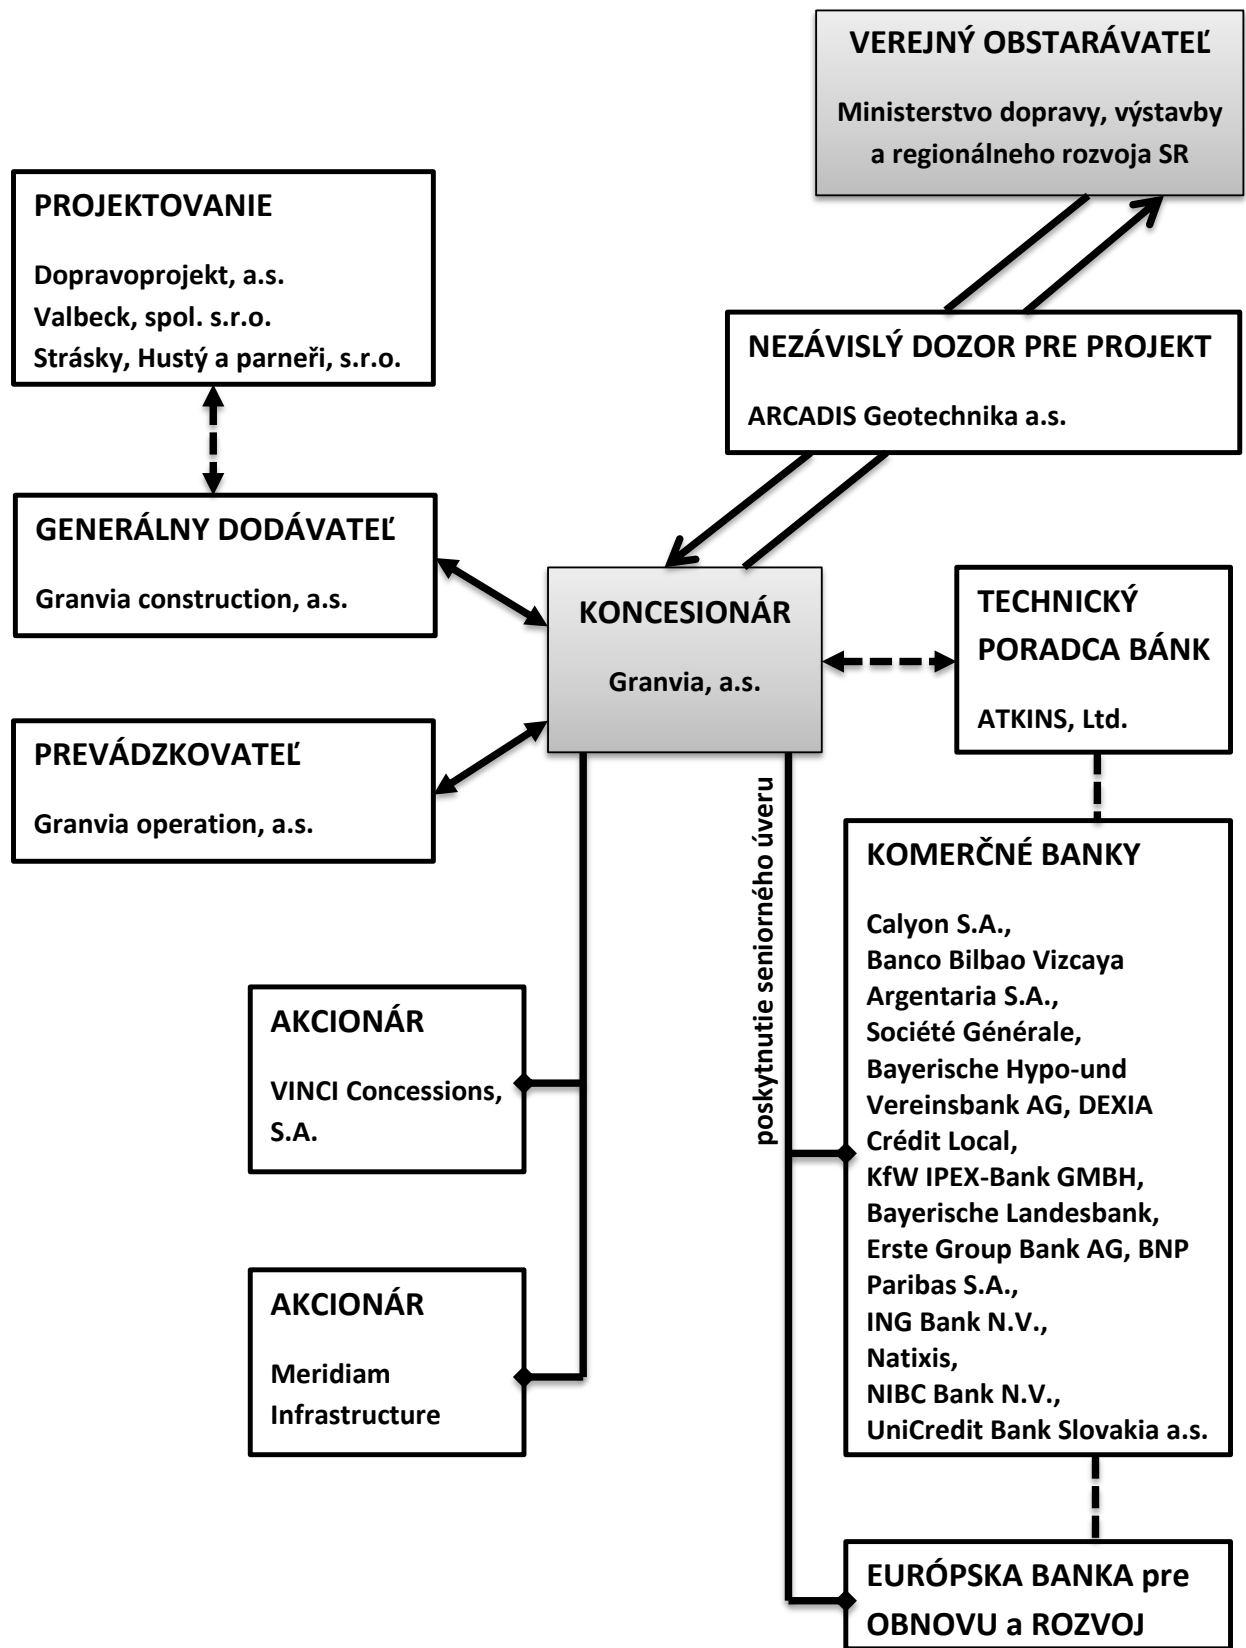 VEREJNÝ OBSTARÁVATEĽ
Ministerstvo dopravy, výstavby
a regionálneho rozvoja SR
PROJEKTOVANIE
Dopravoprojekt, a.s.
Valbeck, spol. s.r.o.
Strásky, Hustý a parneři, s.r.o.
NEZÁVISLÝ DOZOR PRE PROJEKT
ARCADIS Geotechnika a.s.
GENERÁLNY DODÁVATEĽ
Granvia construction, a.s.
KONCESIONÁR
Granvia, a.s.
TECHNICKÝ
PORADCA BÁNK
ATKINS, Ltd.
PREVÁDZKOVATEĽ
Granvia operation, a.s.
poskytnutie seniorného úveru
KOMERČNÉ BANKY
Calyon S.A.,
Banco Bilbao Vizcaya
Argentaria S.A.,
Société Générale,
Bayerische Hypo-und
Vereinsbank AG, DEXIA
Crédit Local,
KfW IPEX-Bank GMBH,
Bayerische Landesbank,
Erste Group Bank AG, BNP
Paribas S.A.,
ING Bank N.V.,
Natixis,
NIBC Bank N.V.,
UniCredit Bank Slovakia a.s.
AKCIONÁR
VINCI Concessions,
S.A.
AKCIONÁR
Meridiam
Infrastructure
EURÓPSKA BANKA pre
OBNOVU a ROZVOJ